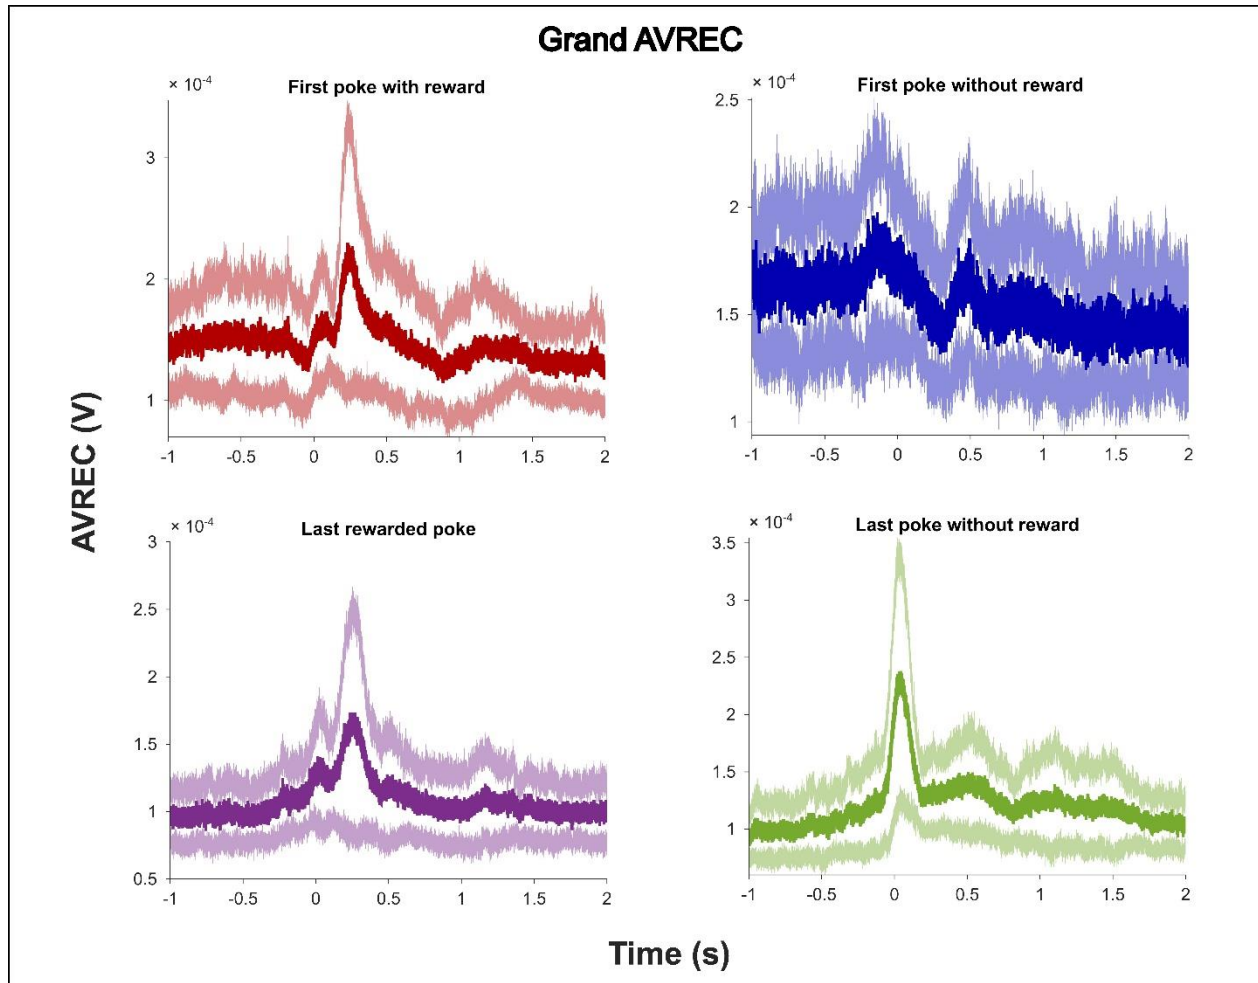 Grand AVREC
× 10-4
First poke with reward
3
2
1
-1 -0.5 0 0.5 1 1.5 2
× 10-4
First poke without reward
2.5
2
1.5
1
-1 -0.5 0 0.5 1 1.5 2
AVREC (V)
× 10-4
Last rewarded poke
3
2.5
2
1.5
1
0.5
-1 -0.5 0 0.5 1 1.5 2
× 10-4
Last poke without reward
3.5
3
2.5
2
1.5
1
-1 -0.5 0 0.5 1 1.5 2
Time (s)